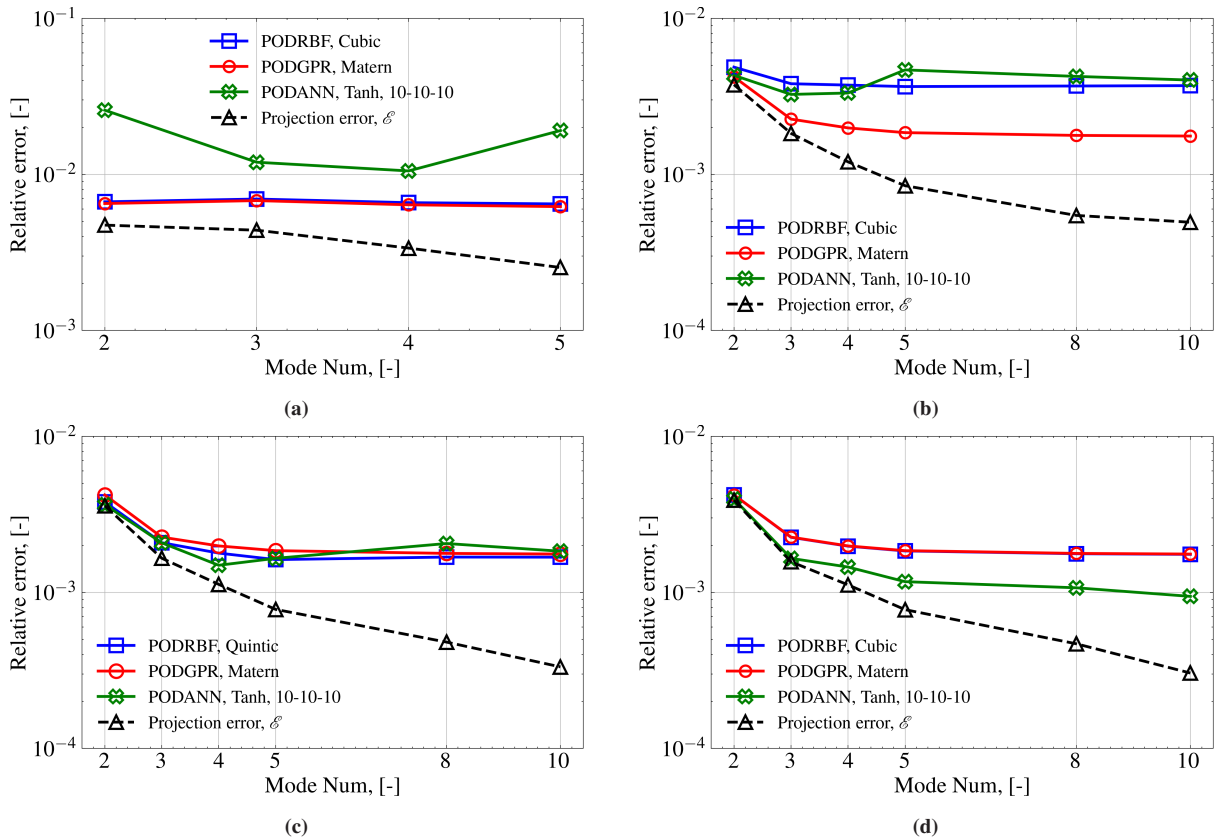 10⁻¹
10⁻²
10⁻³
Relative error, [-]
PODRBF, Cubic
PODGPR, Matern
PODANN, Tanh, 10-10-10
Projection error, ℰ
2 3 4 5
Mode Num, [-]
(a)
10⁻²
10⁻³
10⁻⁴
Relative error, [-]
PODRBF, Cubic
PODGPR, Matern
PODANN, Tanh, 10-10-10
Projection error, ℰ
2 3 4 5 8 10
Mode Num, [-]
(b)
10⁻²
10⁻³
10⁻⁴
Relative error, [-]
PODRBF, Quintic
PODGPR, Matern
PODANN, Tanh, 10-10-10
Projection error, ℰ
2 3 4 5 8 10
Mode Num, [-]
(c)
10⁻²
10⁻³
10⁻⁴
Relative error, [-]
PODRBF, Cubic
PODGPR, Matern
PODANN, Tanh, 10-10-10
Projection error, ℰ
2 3 4 5 8 10
Mode Num, [-]
(d)